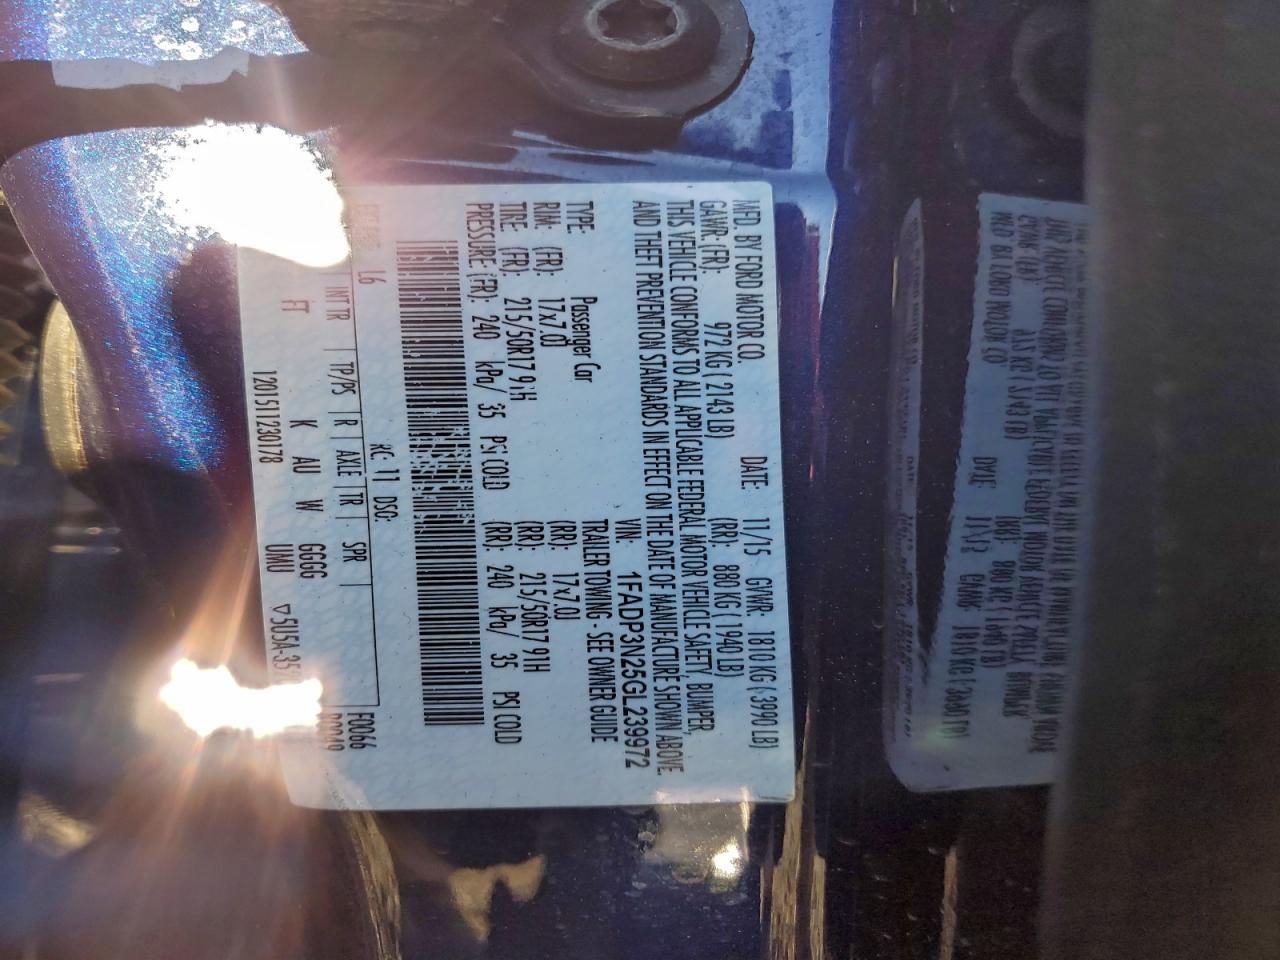 MFD. BY FORD MOTOR CO.
DATE: 11/15 GVWR: 1810 KG ( 3990 LB)
GAWR: (FR): 972 KG ( 2143 LB) (RR): 880 KG ( 1940 LB)
THIS VEHICLE CONFORMS TO ALL APPLICABLE FEDERAL MOTOR VEHICLE SAFETY, BUMPER,
AND THEFT PREVENTION STANDARDS IN EFFECT ON THE DATE OF MANUFACTURE SHOWN ABOVE.
VIN: 1FADP3N25GL239972
TYPE: Passenger Car TRAILER TOWING - SEE OWNER GUIDE
RIM: (FR): 17x7.0J (RR): 17x7.0J
TIRE: (FR): 215/50R17 91H (RR): 215/50R17 91H
PRESSURE (FR): 240 kPa/ 35 PSI COLD (RR): 240 kPa/ 35 PSI COLD
L6 RC: 11 DSO: F0066
INT TR TP/PS R AXLE TR SPR
FT K AU W GGGG
1201511230178 UNU